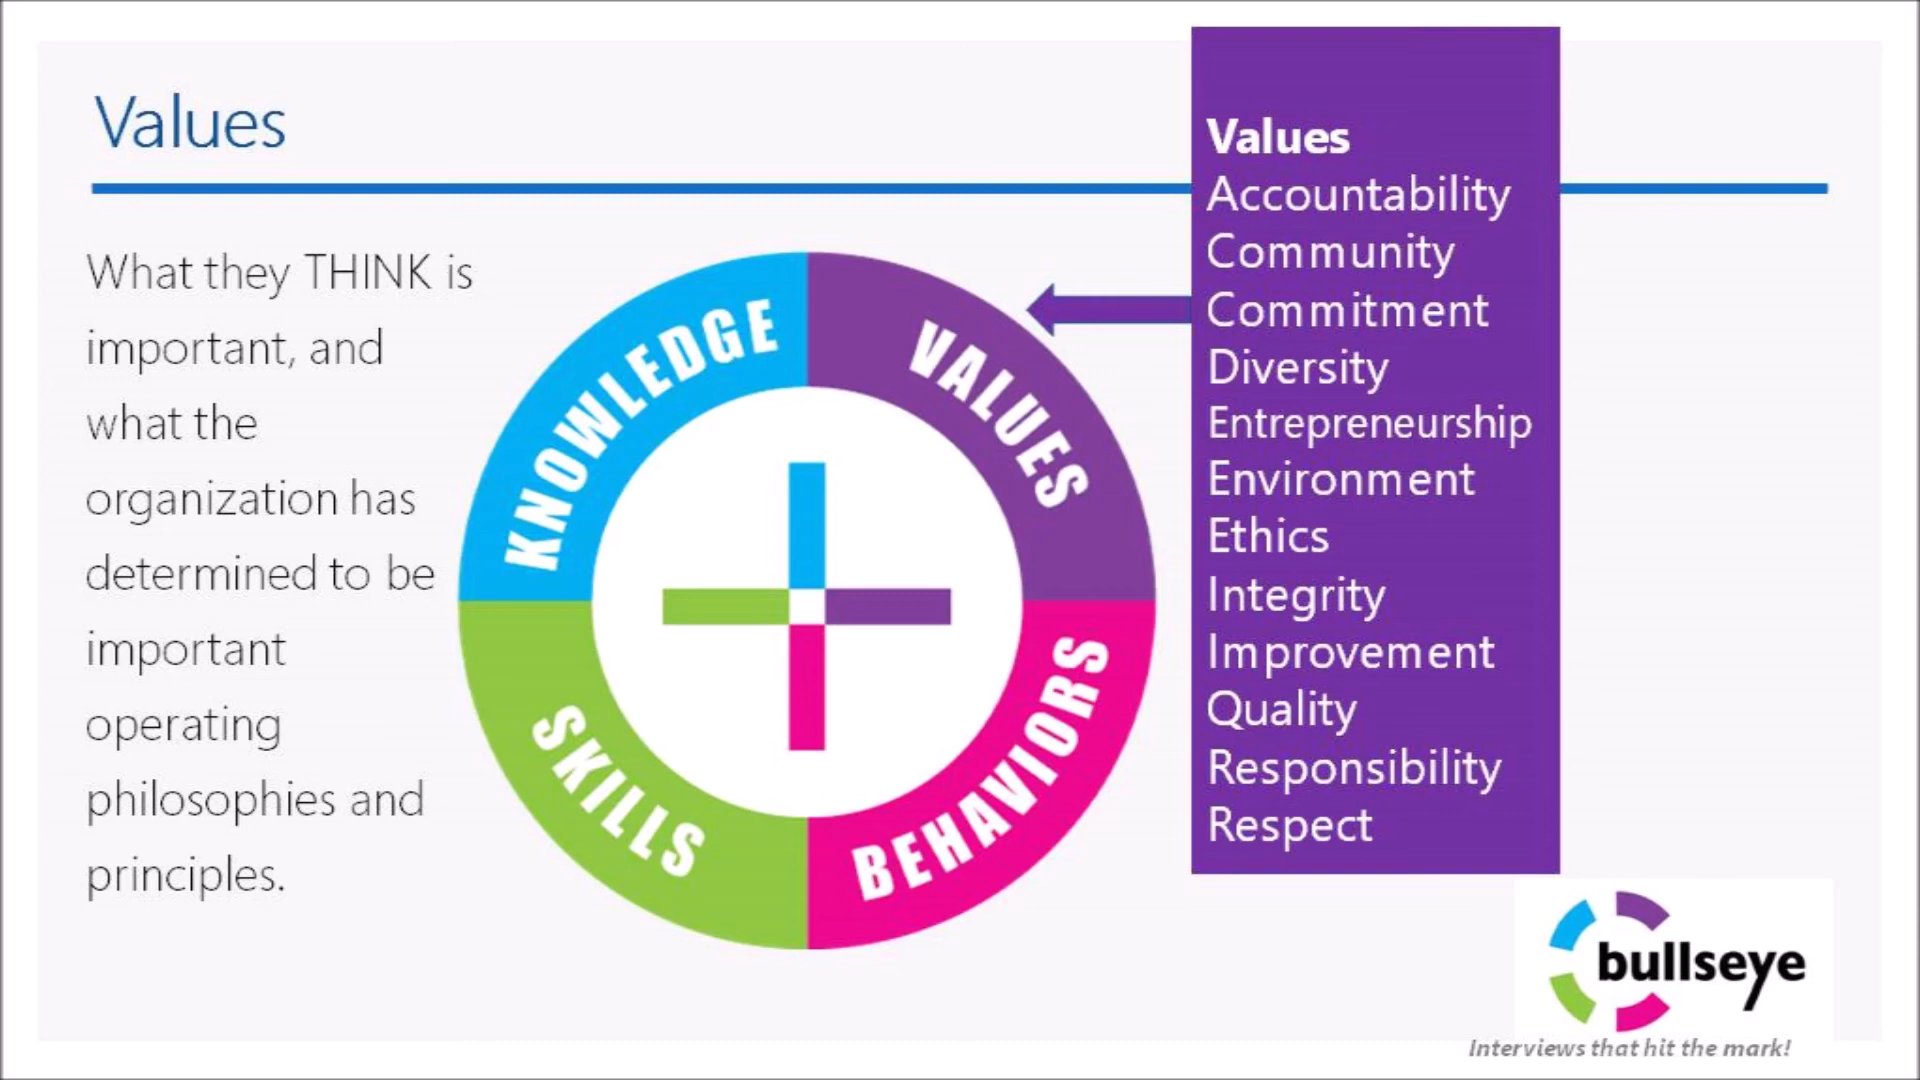 Values
What they THINK is
important, and
what the
organization has
determined to be
important
operating
philosophies and
principles.
KNOWLEDGE
VALUES
SKILLS
BEHAVIORS
Values
Accountability
Community
Commitment
Diversity
Entrepreneurship
Environment
Ethics
Integrity
Improvement
Quality
Responsibility
Respect
bullseye
Interviews that hit the mark!